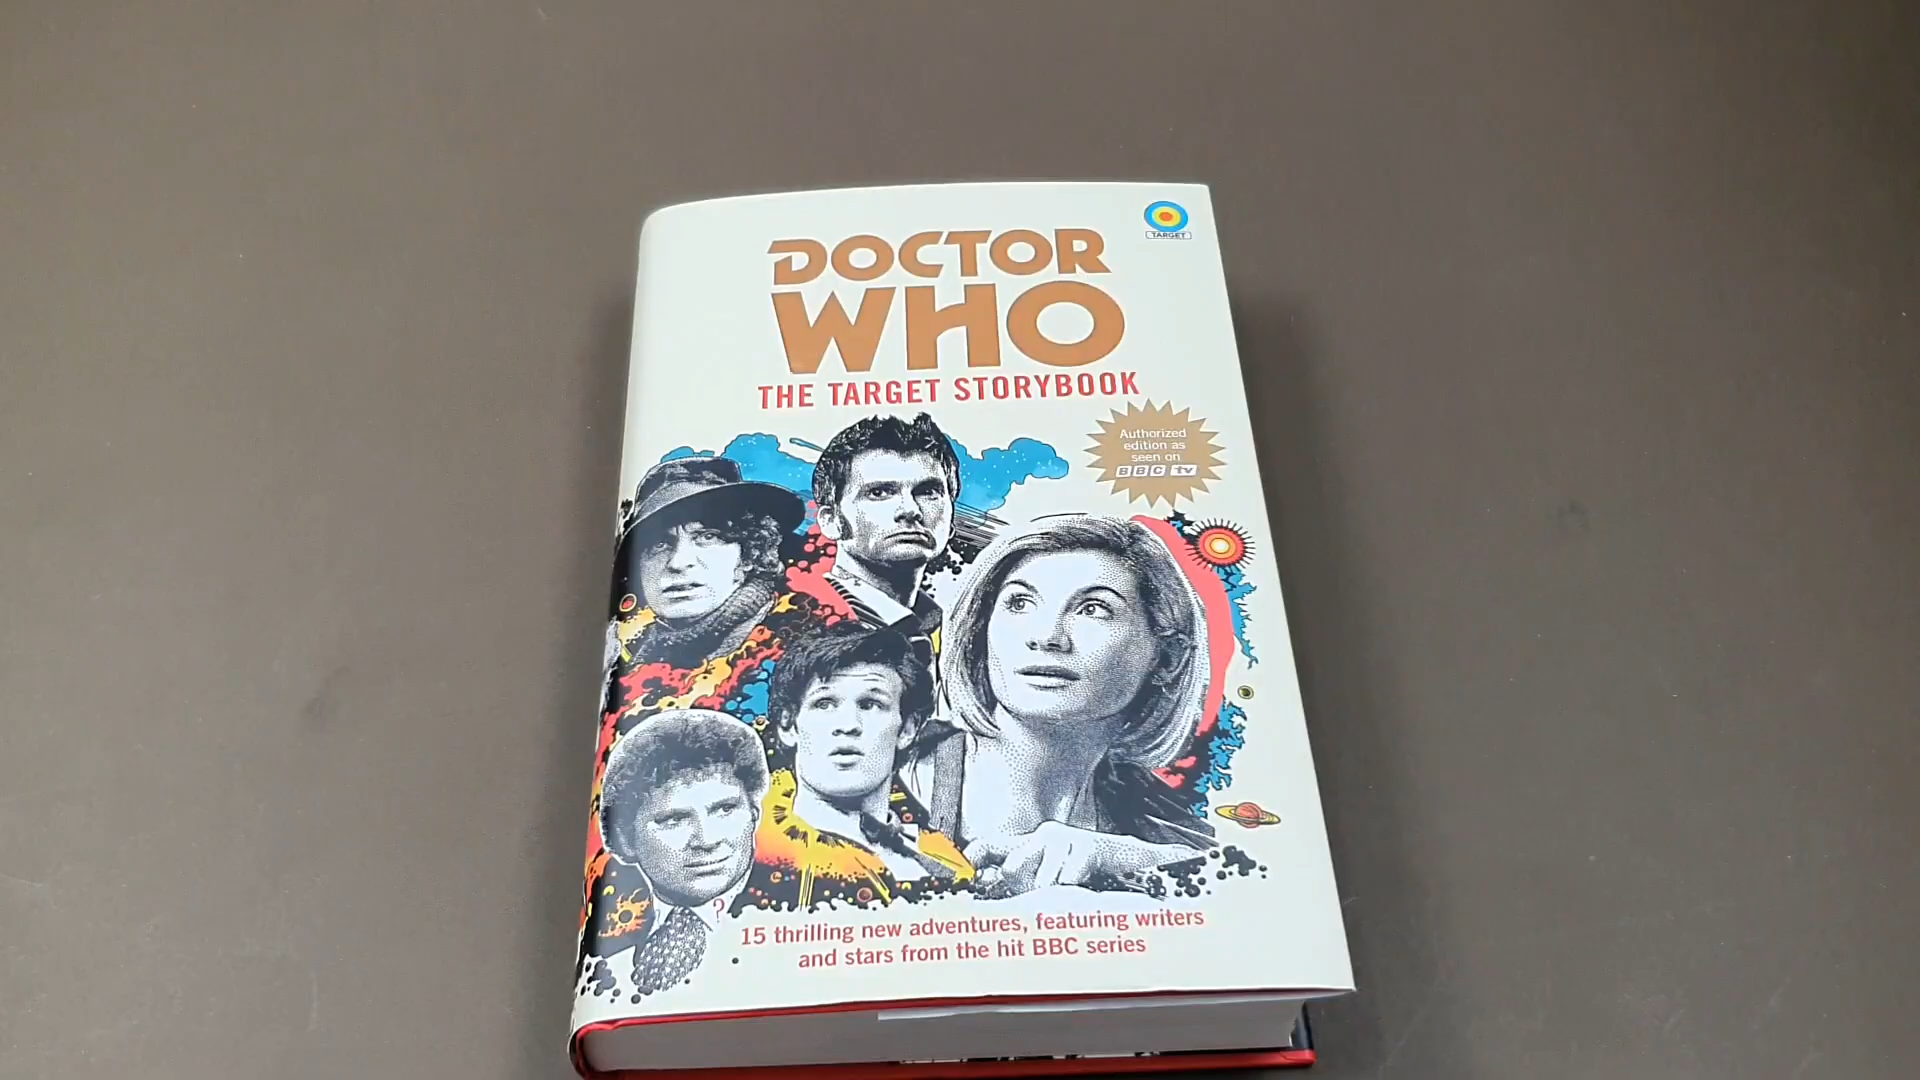 TARGET
DOCTOR
WHO
THE TARGET STORYBOOK
Authorized
edition as
seen on
BBC tv
?
15 thrilling new adventures, featuring writers
and stars from the hit BBC series